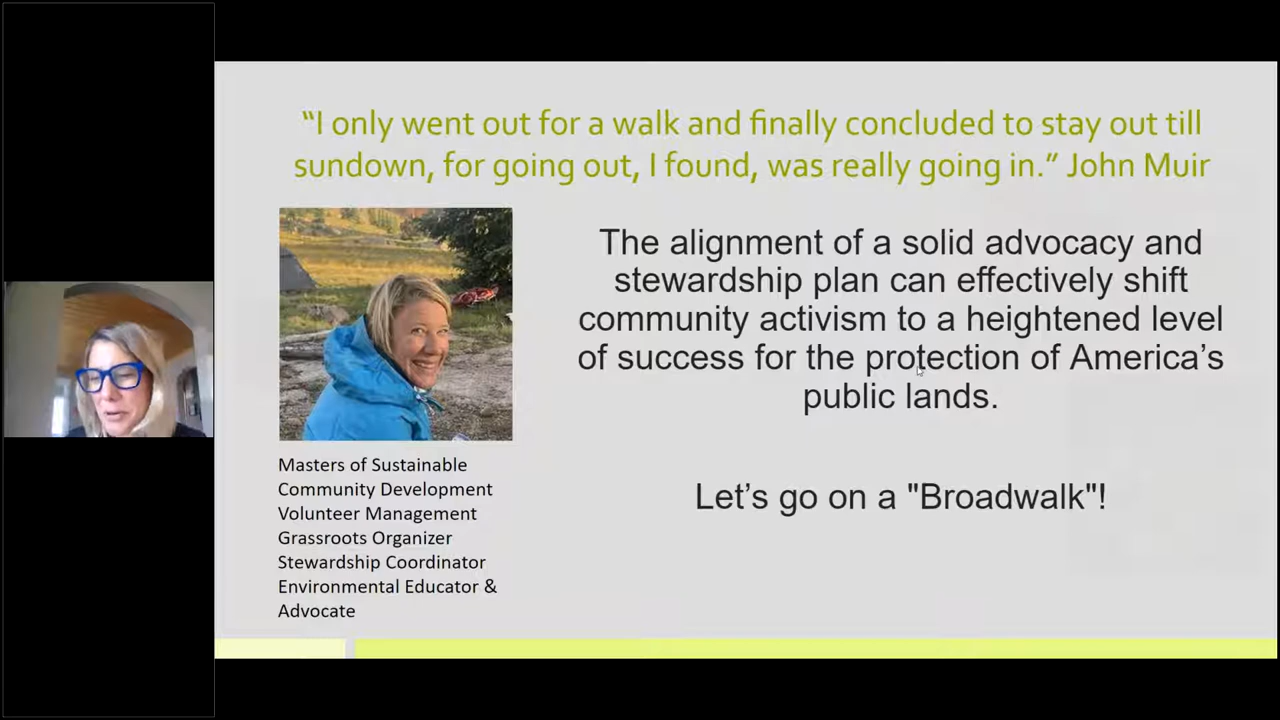 “I only went out for a walk and finally concluded to stay out till
sundown, for going out, I found, was really going in.” John Muir
The alignment of a solid advocacy and
stewardship plan can effectively shift
community activism to a heightened level
of success for the protection of America’s
public lands.
Let’s go on a "Broadwalk"!
Masters of Sustainable
Community Development
Volunteer Management
Grassroots Organizer
Stewardship Coordinator
Environmental Educator &
Advocate